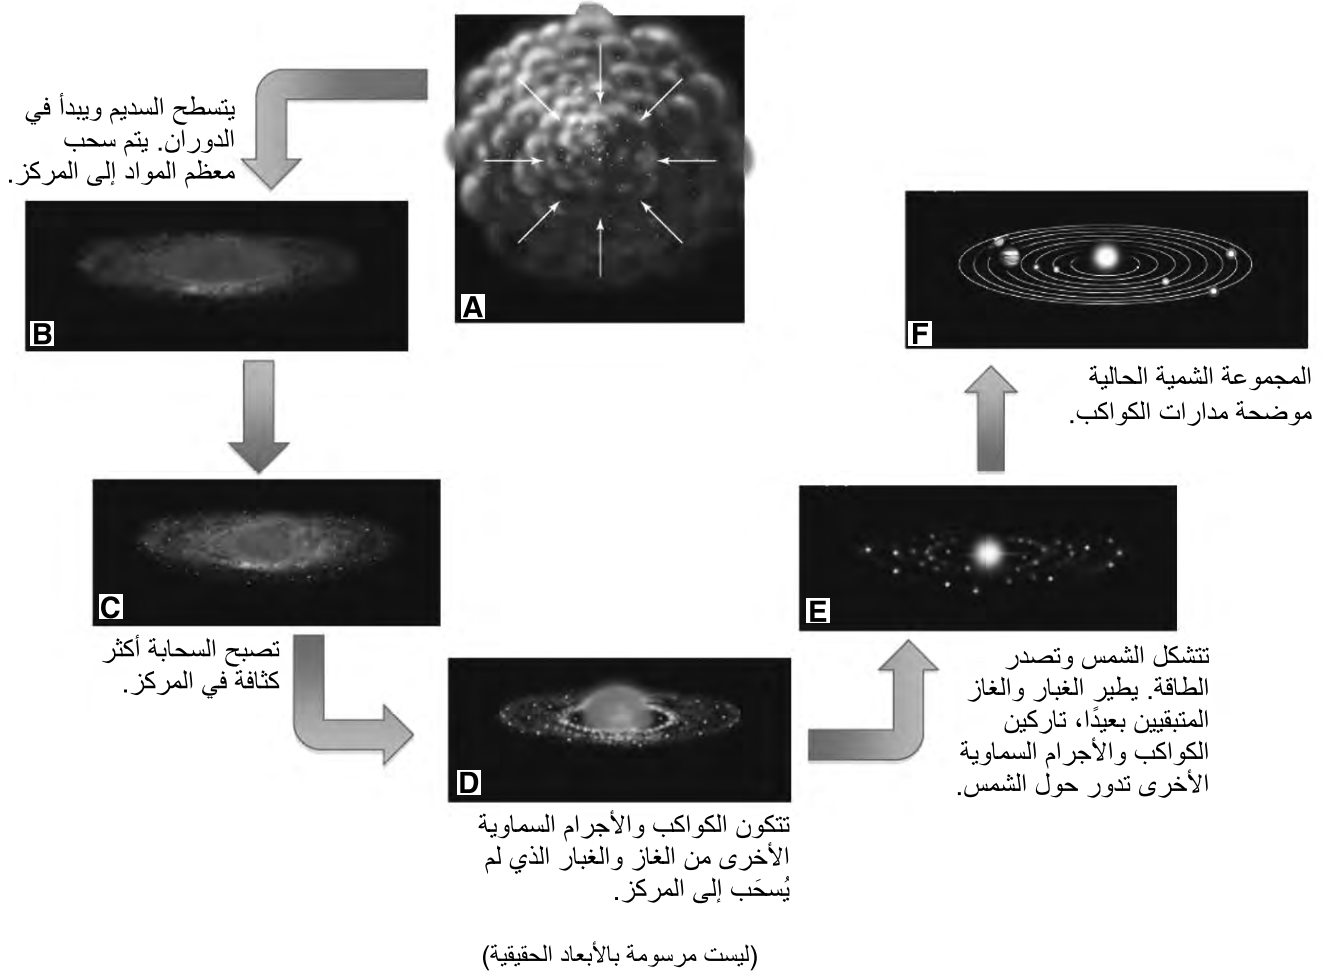 A
يتسطح السديم ويبدأ في
الدوران. يتم سحب
معظم المواد إلى المركز.
B
C
تصبح السحابة أكثر
كثافة في المركز.
D
تتكون الكواكب والأجرام السماوية
الأخرى من الغاز والغبار الذي لم
يُسحَب إلى المركز.
E
تتشكل الشمس وتصدر
الطاقة. يطير الغبار والغاز
المتبقيين بعيدًا، تاركين
الكواكب والأجرام السماوية
الأخرى تدور حول الشمس.
F
المجموعة الشمية الحالية
موضحة مدارات الكواكب.
(ليست مرسومة بالأبعاد الحقيقية)